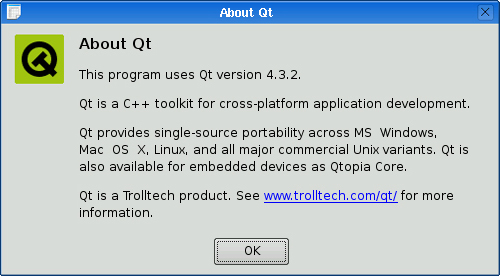 About Qt
About Qt
This program uses Qt version 4.3.2.
Qt is a C++ toolkit for cross-platform application development.
Qt provides single-source portability across MS Windows,
Mac OS X, Linux, and all major commercial Unix variants. Qt is
also available for embedded devices as Qtopia Core.
Qt is a Trolltech product. See www.trolltech.com/qt/ for more
information.
OK